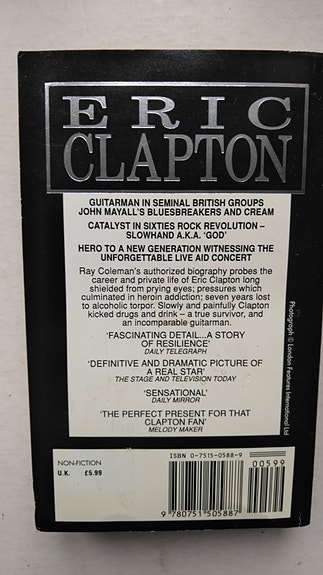 ERIC
CLAPTON
GUITARMAN IN SEMINAL BRITISH GROUPS
JOHN MAYALL'S BLUESBREAKERS AND CREAM
CATALYST IN SIXTIES ROCK REVOLUTION –
SLOWHAND A.K.A. 'GOD'
HERO TO A NEW GENERATION WITNESSING THE
UNFORGETTABLE LIVE AID CONCERT
Ray Coleman's authorized biography probes the
career and private life of Eric Clapton long
shielded from prying eyes; pressures which
culminated in heroin addiction; seven years lost
to alcoholic torpor. Slowly and painfully Clapton
kicked drugs and drink – a true survivor, and
an incomparable guitarman.
'FASCINATING DETAIL...A STORY
OF RESILIENCE'
DAILY TELEGRAPH
'DEFINITIVE AND DRAMATIC PICTURE OF
A REAL STAR'
THE STAGE AND TELEVISION TODAY
'SENSATIONAL'
DAILY MIRROR
'THE PERFECT PRESENT FOR THAT
CLAPTON FAN'
MELODY MAKER
Photograph © London Features International Ltd
NON-FICTION
U.K. £5.99
ISBN 0-7515-0588-9
00599
9 780751 505887